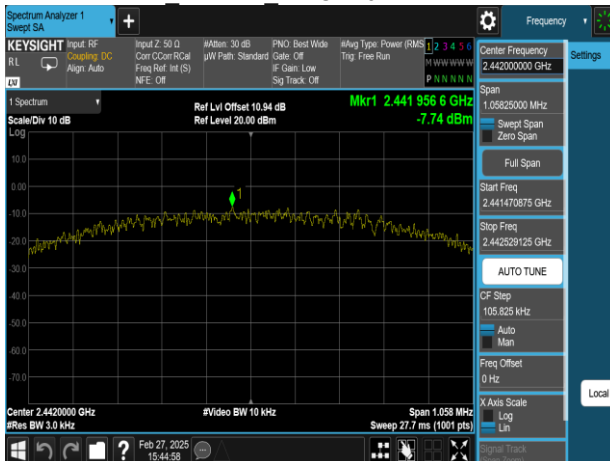 Spectrum Analyzer 1
Swept SA
+
Frequency
KEYSIGHT
RL
LXI
Input: RF
Coupling: DC
Align: Auto
Input Z: 50 Ω
Corr CCorr RCal
Freq Ref: Int (S)
NFE: Off
#Atten: 30 dB
µW Path: Standard
PNO: Best Wide
Gate: Off
IF Gain: Low
Sig Track: Off
#Avg Type: Power (RMS
Trig: Free Run
1 2 3 4 5 6
M W W W W W
P N N N N N
1 Spectrum
Scale/Div 10 dB
Ref Lvl Offset 10.94 dB
Ref Level 20.00 dBm
Mkr1 2.441 956 6 GHz
-7.74 dBm
Log
10.0
0.00
-10.0
-20.0
-30.0
-40.0
-50.0
-60.0
-70.0
1
Center 2.4420000 GHz
#Res BW 3.0 kHz
#Video BW 10 kHz
Span 1.058 MHz
Sweep 27.7 ms (1001 pts)
?
Feb 27, 2025
15:44:58
Center Frequency
2.442000000 GHz
Span
1.05825000 MHz
Swept Span
Zero Span
Full Span
Start Freq
2.441470875 GHz
Stop Freq
2.442529125 GHz
AUTO TUNE
CF Step
105.825 kHz
Auto
Man
Freq Offset
0 Hz
X Axis Scale
Log
Lin
Signal Track
Settings
Local